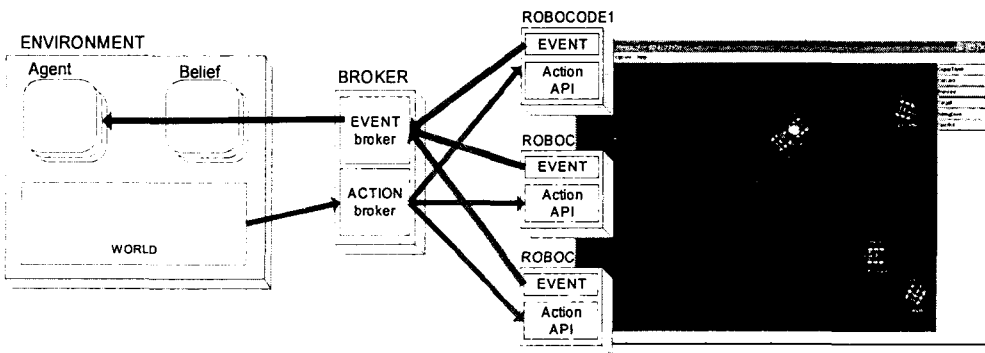 ENVIRONMENT
Agent
Belief
WORLD
BROKER
EVENT
broker
ACTION
broker
ROBOCODE1
EVENT
Action
API
ROBOC
EVENT
Action
API
ROBOC
EVENT
Action
API